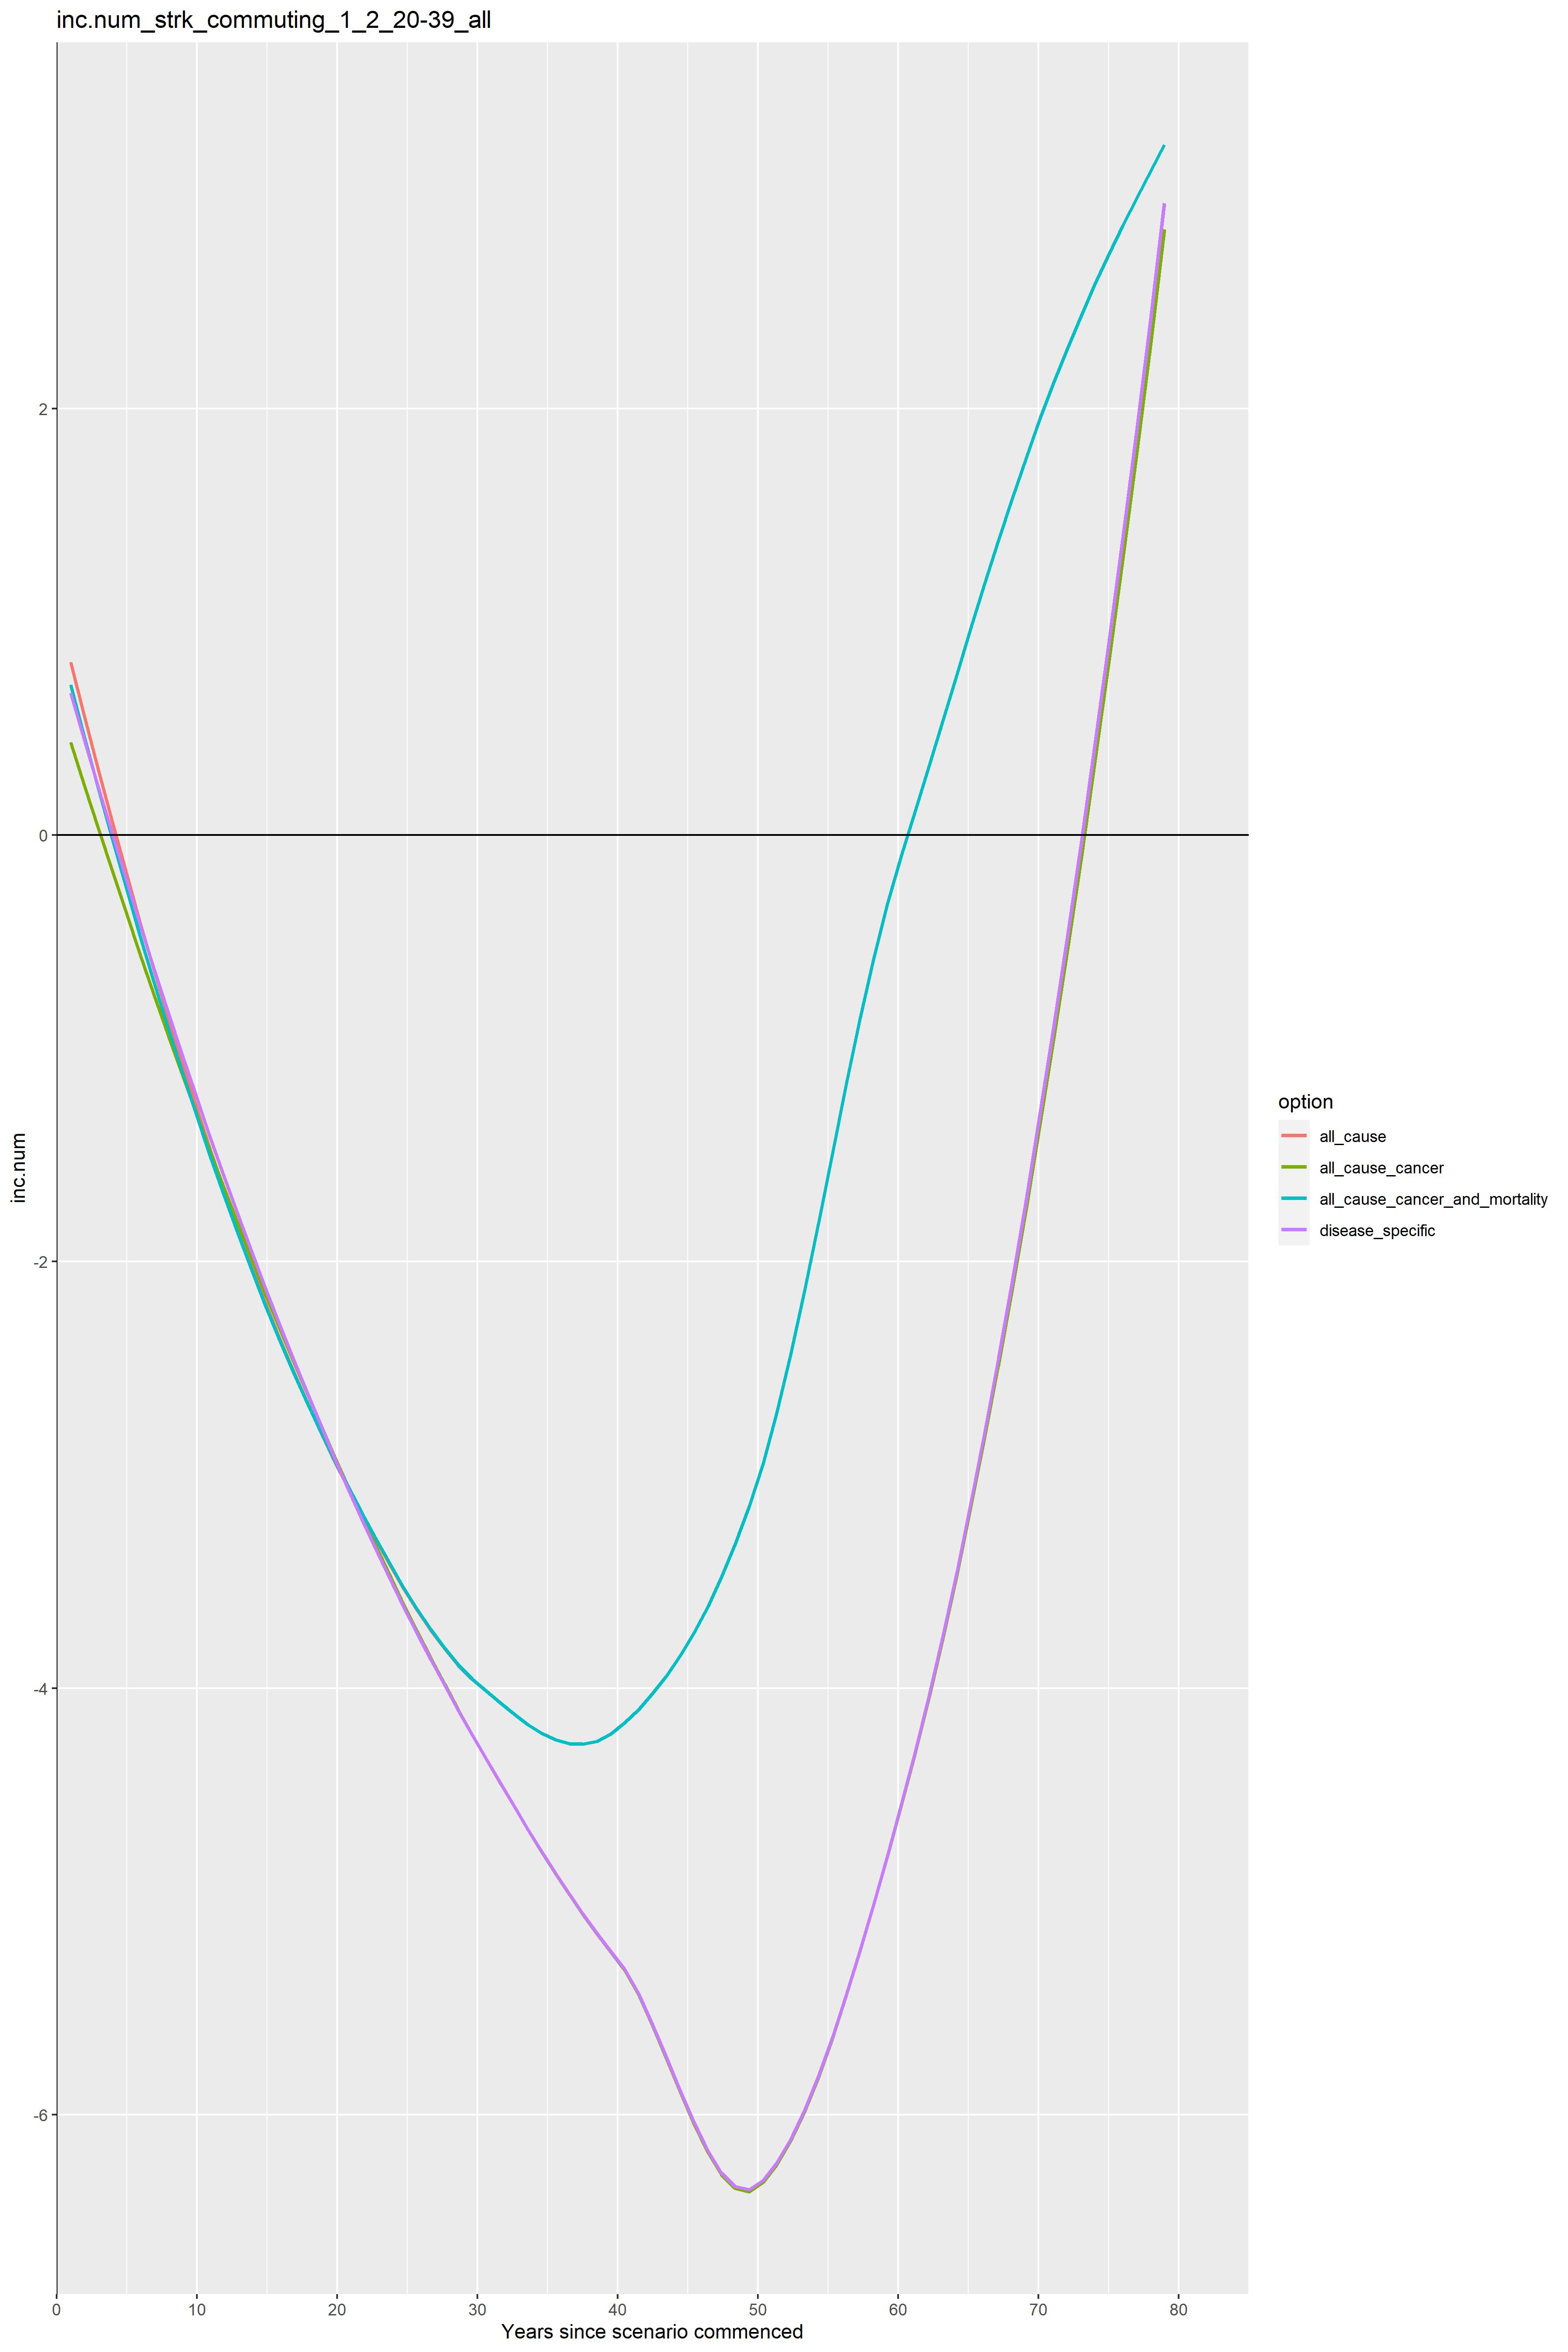 inc.num_strk_commuting_1_2_20-39_all
2
0
-2
-4
-6
inc.num
0 10 20 30 40 50 60 70 80
Years since scenario commenced
option
all_cause
all_cause_cancer
all_cause_cancer_and_mortality
disease_specific